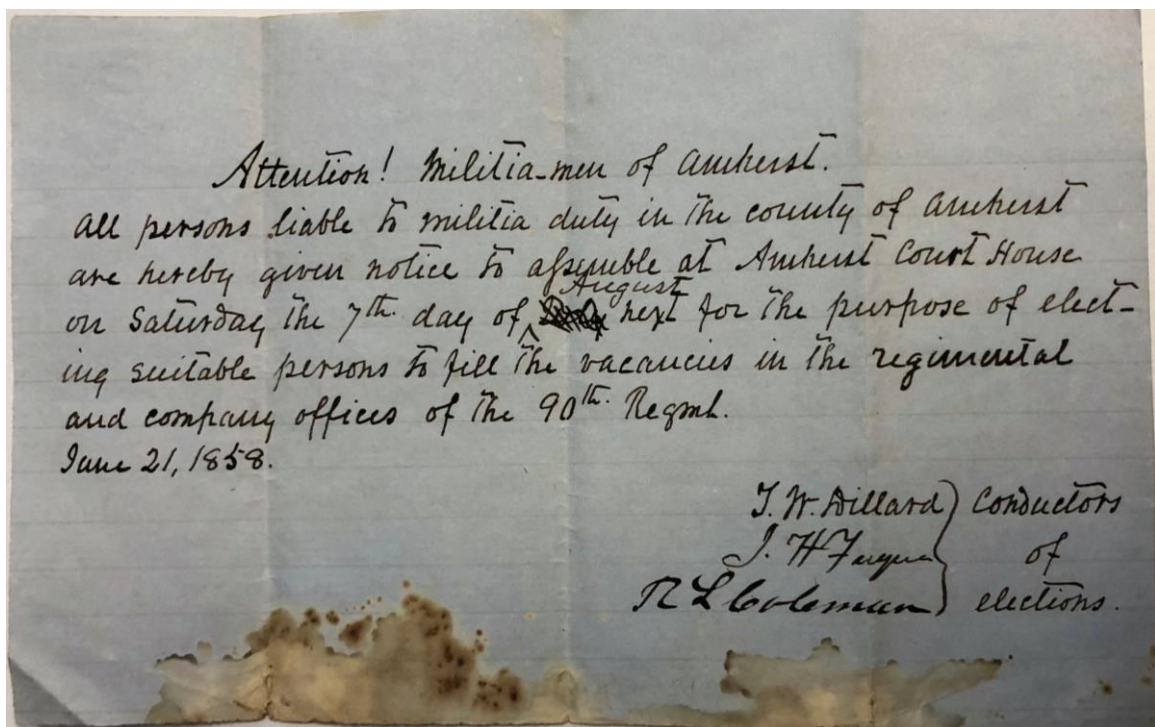 Attention! Militia-men of Amherst.
All persons liable to militia duty in the county of Amherst
are hereby given notice to assemble at Amherst Court House
on Saturday the 7th. day of August next for the purpose of elect-
ing suitable persons to fill the vacancies in the regimental
and company offices of the 90th. Regmt.
June 21, 1858.
T. W. Dillard } Conductors
J. H of
R L Coleman } elections.